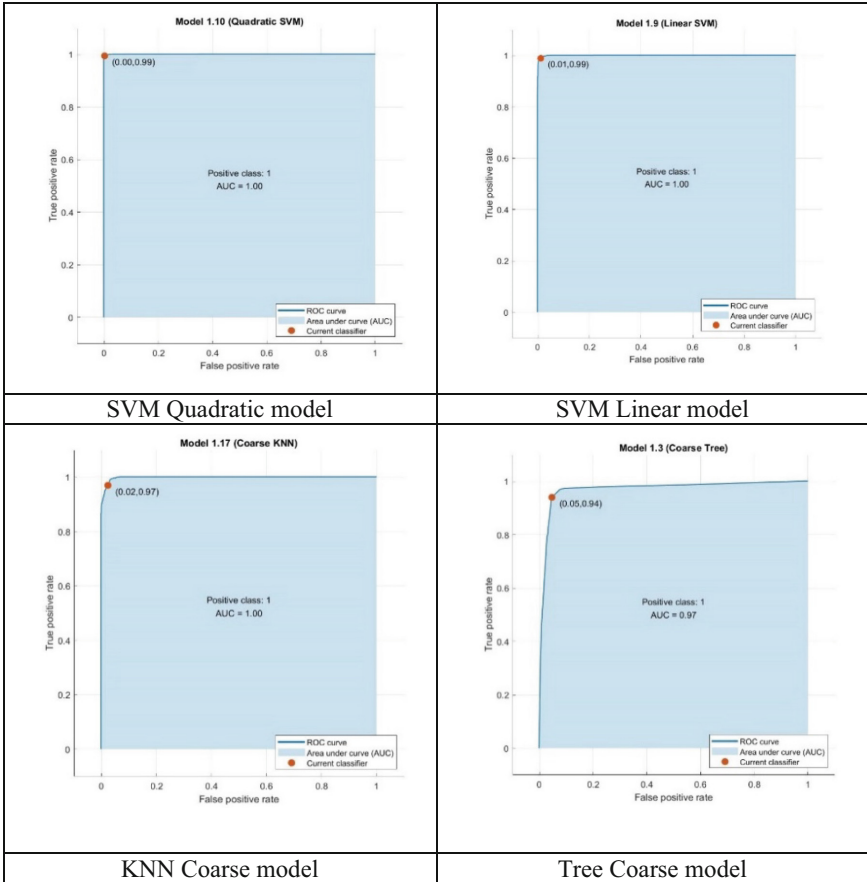 Model 1.10 (Quadratic SVM)
1
0.8
0.6
0.4
0.2
0
True positive rate
(0.00,0.99)
Positive class: 1
AUC = 1.00
ROC curve
Area under curve (AUC)
Current classifier
0 0.2 0.4 0.6 0.8 1
False positive rate
SVM Quadratic model
Model 1.9 (Linear SVM)
1
0.8
0.6
0.4
0.2
0
True positive rate
(0.01,0.99)
Positive class: 1
AUC = 1.00
ROC curve
Area under curve (AUC)
Current classifier
0 0.2 0.4 0.6 0.8 1
False positive rate
SVM Linear model
Model 1.17 (Coarse KNN)
1
0.8
0.6
0.4
0.2
0
True positive rate
(0.02,0.97)
Positive class: 1
AUC = 1.00
ROC curve
Area under curve (AUC)
Current classifier
0 0.2 0.4 0.6 0.8 1
False positive rate
KNN Coarse model
Model 1.3 (Coarse Tree)
1
0.8
0.6
0.4
0.2
0
True positive rate
(0.05,0.94)
Positive class: 1
AUC = 0.97
ROC curve
Area under curve (AUC)
Current classifier
0 0.2 0.4 0.6 0.8 1
False positive rate
Tree Coarse model